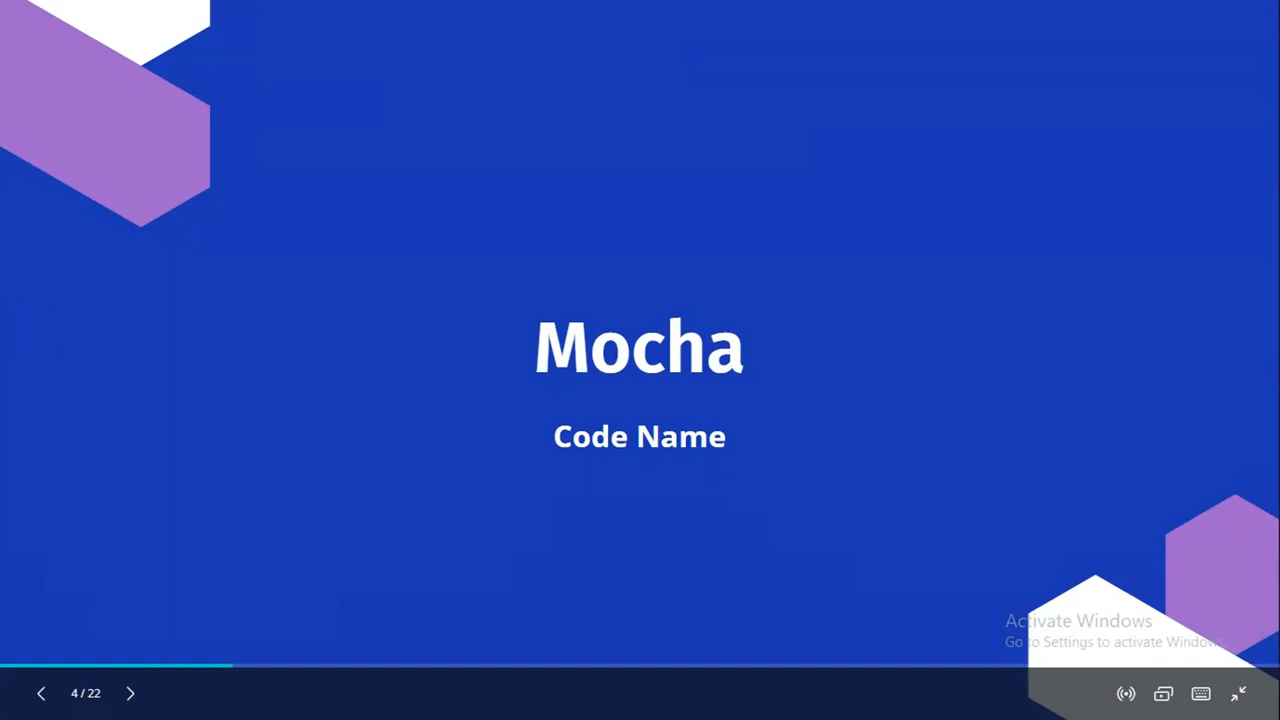 Mocha
Code Name
Activate Windows
Go to Settings to activate Windows.
4 / 22